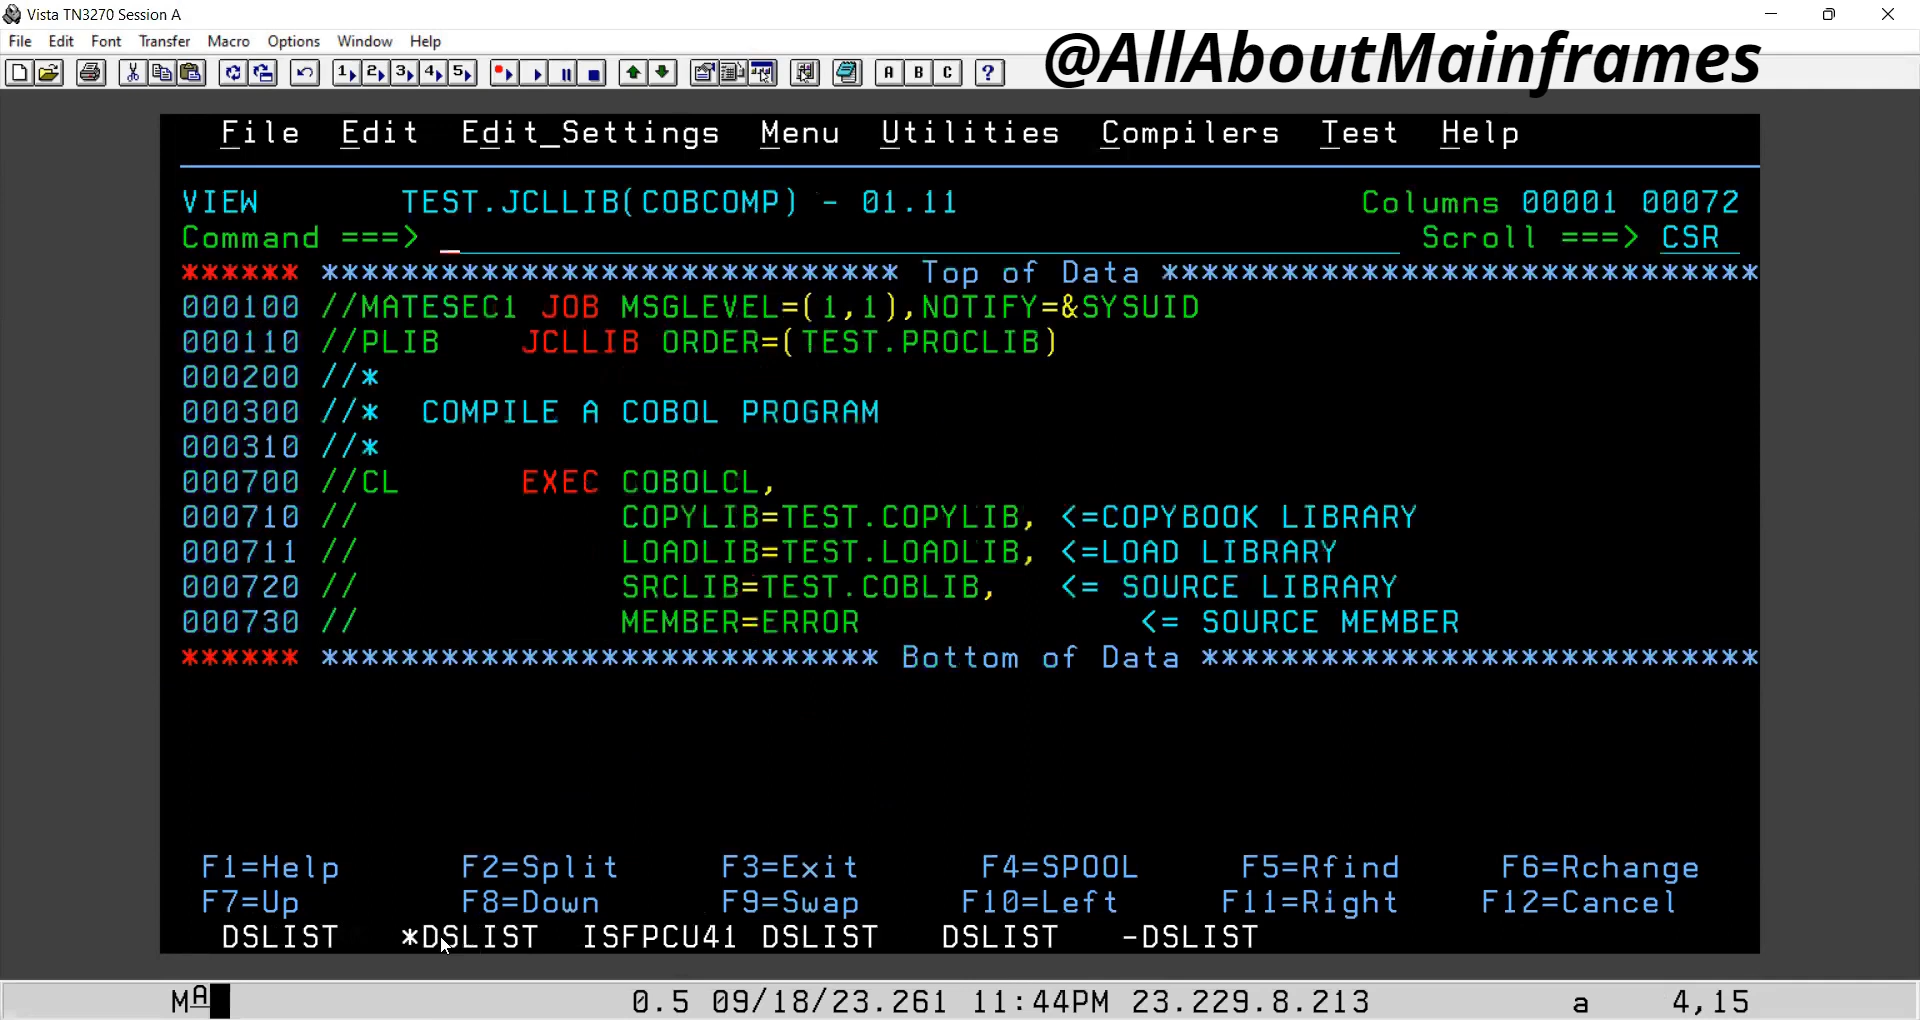 Vista TN3270 Session A
File Edit Font Transfer Macro Options Window Help
@AllAboutMainframes
1 2 3 4 5 A B C ?
File Edit Edit_Settings Menu Utilities Compilers Test Help
VIEW TEST.JCLLIB(COBCOMP) - 01.11 Columns 00001 00072
Command ===> _ Scroll ===> CSR
****** ***************************** Top of Data ******************************
000100 //MATESEC1 JOB MSGLEVEL=(1,1),NOTIFY=&SYSUID
000110 //PLIB JCLLIB ORDER=(TEST.PROCLIB)
000200 //*
000300 //* COMPILE A COBOL PROGRAM
000310 //*
000700 //CL EXEC COBOLCL,
000710 // COPYLIB=TEST.COPYLIB, <=COPYBOOK LIBRARY
000711 // LOADLIB=TEST.LOADLIB, <=LOAD LIBRARY
000720 // SRCLIB=TEST.COBLIB, <= SOURCE LIBRARY
000730 // MEMBER=ERROR <= SOURCE MEMBER
****** **************************** Bottom of Data ****************************
F1=Help F2=Split F3=Exit F4=SPOOL F5=Rfind F6=Rchange
F7=Up F8=Down F9=Swap F10=Left F11=Right F12=Cancel
DSLIST *DSLIST ISFPCU41 DSLIST DSLIST -DSLIST
MA 0.5 09/18/23.261 11:44PM 23.229.8.213 a 4,15